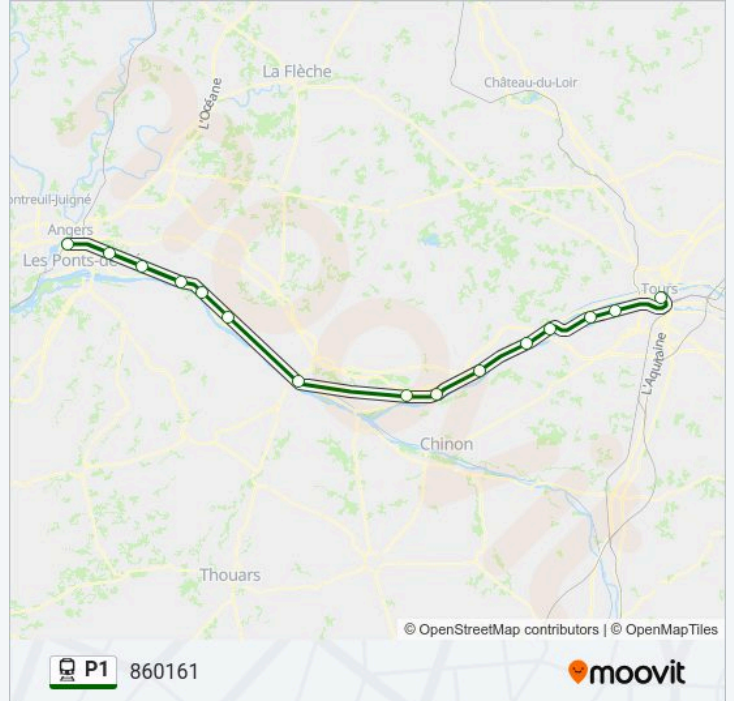 La Flèche
Château-du-Loir
L'Océane
ontreuil-Juigné
Angers
Les Ponts-de
Tours
L'Aquitaine
Chinon
Thouars
moovit
© OpenStreetMap contributors | © OpenMapTiles
P1 860161 moovit